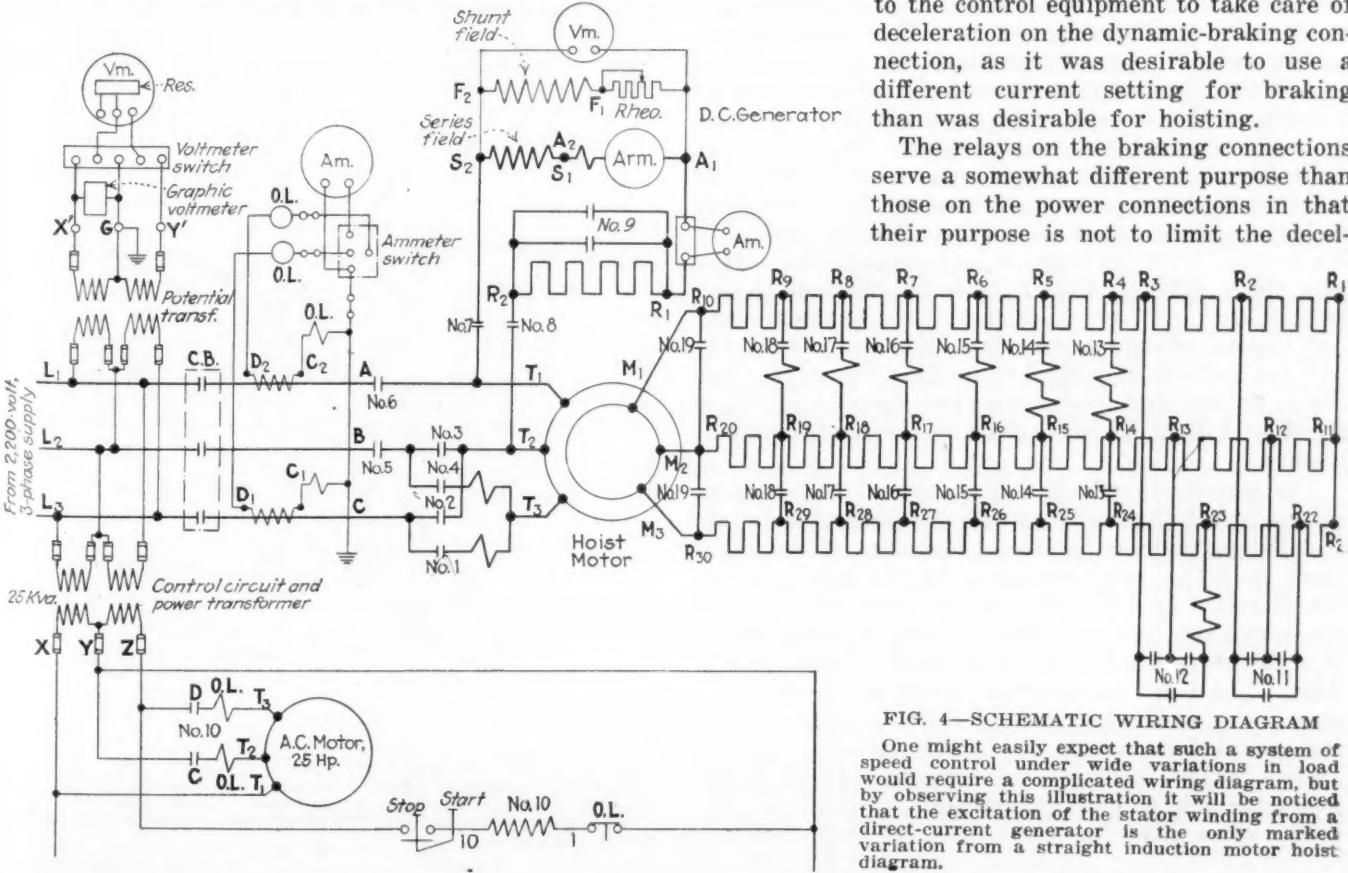 to the control equipment to take care of
deceleration on the dynamic-braking con-
nection, as it was desirable to use a
different current setting for braking
than was desirable for hoisting.
The relays on the braking connections
serve a somewhat different purpose than
those on the power connections in that
their purpose is not to limit the decel-
Shunt
field
Vm.
F2
F1
Rheo.
D.C. Generator
Series
field
S2
A2
S1
Arm.
A1
Vm.
Res.
Voltmeter
switch
Graphic
voltmeter
X'
G
Y'
Potential
transf.
Am.
O.L.
O.L.
Ammeter
switch
O.L.
No.9
Am.
R2
R1
No.7
No.8
C.B.
D2
C2
A
No.6
T1
L1
L2
L3
From 2,200-volt,
3-phase supply
B
No.5
No.3
No.4
No.2
No.1
T2
T3
D1
C1
C
M1
M2
M3
Hoist
Motor
R10
R9
R8
R7
R6
R5
R4
R3
R2
R1
No.19
No.18
No.17
No.16
No.15
No.14
No.13
R20
R19
R18
R17
R16
R15
R14
R13
R12
R11
No.19
No.18
No.17
No.16
No.15
No.14
No.13
R30
R29
R28
R27
R26
R25
R24
R23
R22
R2
No.12
No.11
25 Kva.
Control circuit and
power transformer
X
Y
Z
D
O.L.
T3
No.10
T2
C
O.L.
T1
A.C. Motor,
25 Hp.
Stop
Start
10
No.10
1
O.L.
FIG. 4—SCHEMATIC WIRING DIAGRAM
One might easily expect that such a system of
speed control under wide variations in load
would require a complicated wiring diagram, but
by observing this illustration it will be noticed
that the excitation of the stator winding from a
direct-current generator is the only marked
variation from a straight induction motor hoist
diagram.